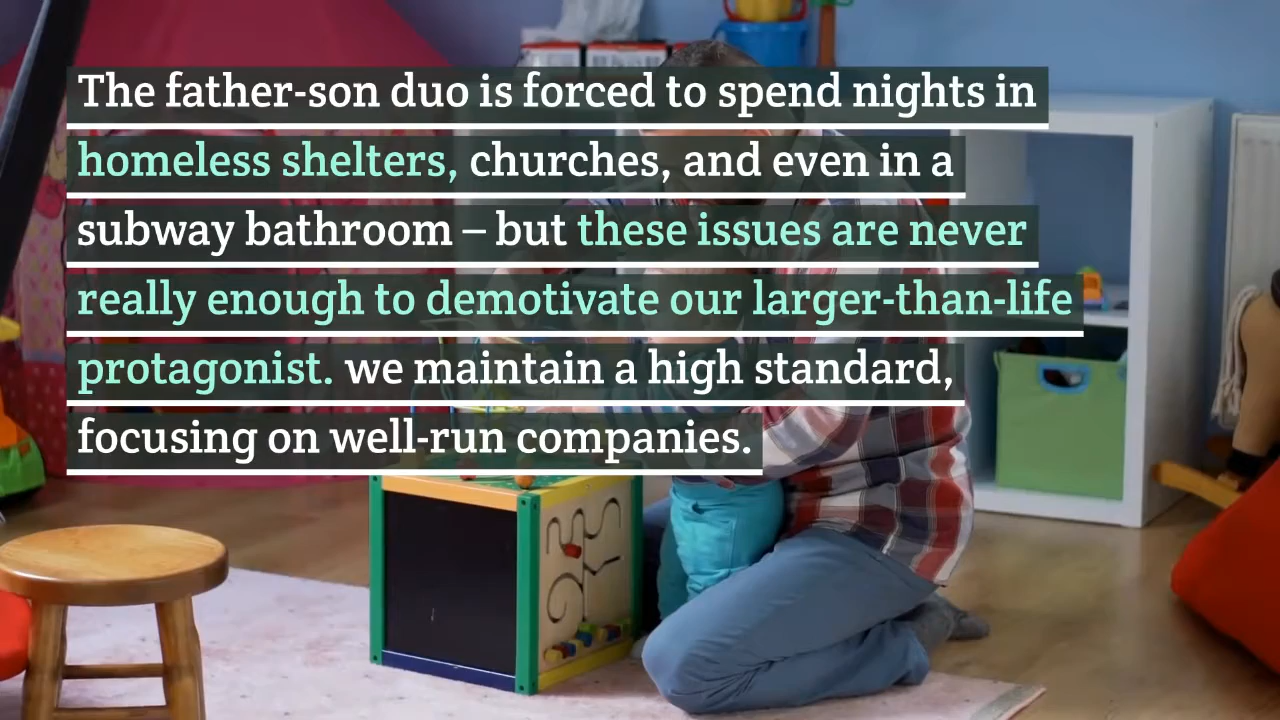 The father-son duo is forced to spend nights in
homeless shelters, churches, and even in a
subway bathroom – but these issues are never
really enough to demotivate our larger-than-life
protagonist. we maintain a high standard,
focusing on well-run companies.